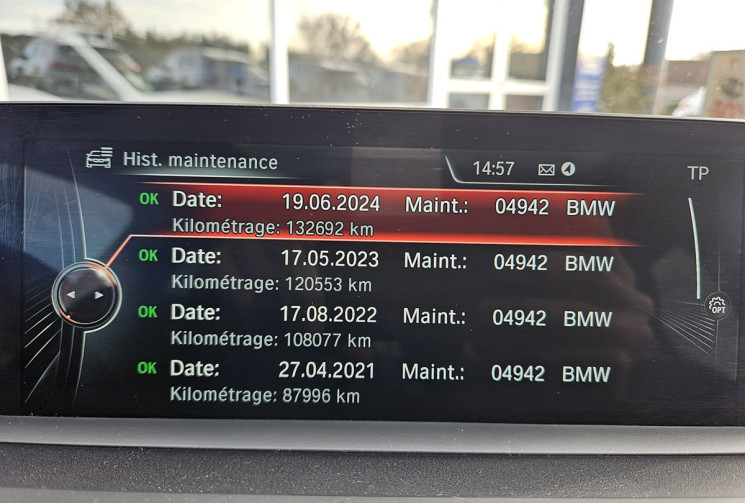 Hist. maintenance 14:57 TP
OK Date: 19.06.2024 Maint.: 04942 BMW
Kilométrage: 132692 km
OK Date: 17.05.2023 Maint.: 04942 BMW
Kilométrage: 120553 km
OPT
OK Date: 17.08.2022 Maint.: 04942 BMW
Kilométrage: 108077 km
OK Date: 27.04.2021 Maint.: 04942 BMW
Kilométrage: 87996 km